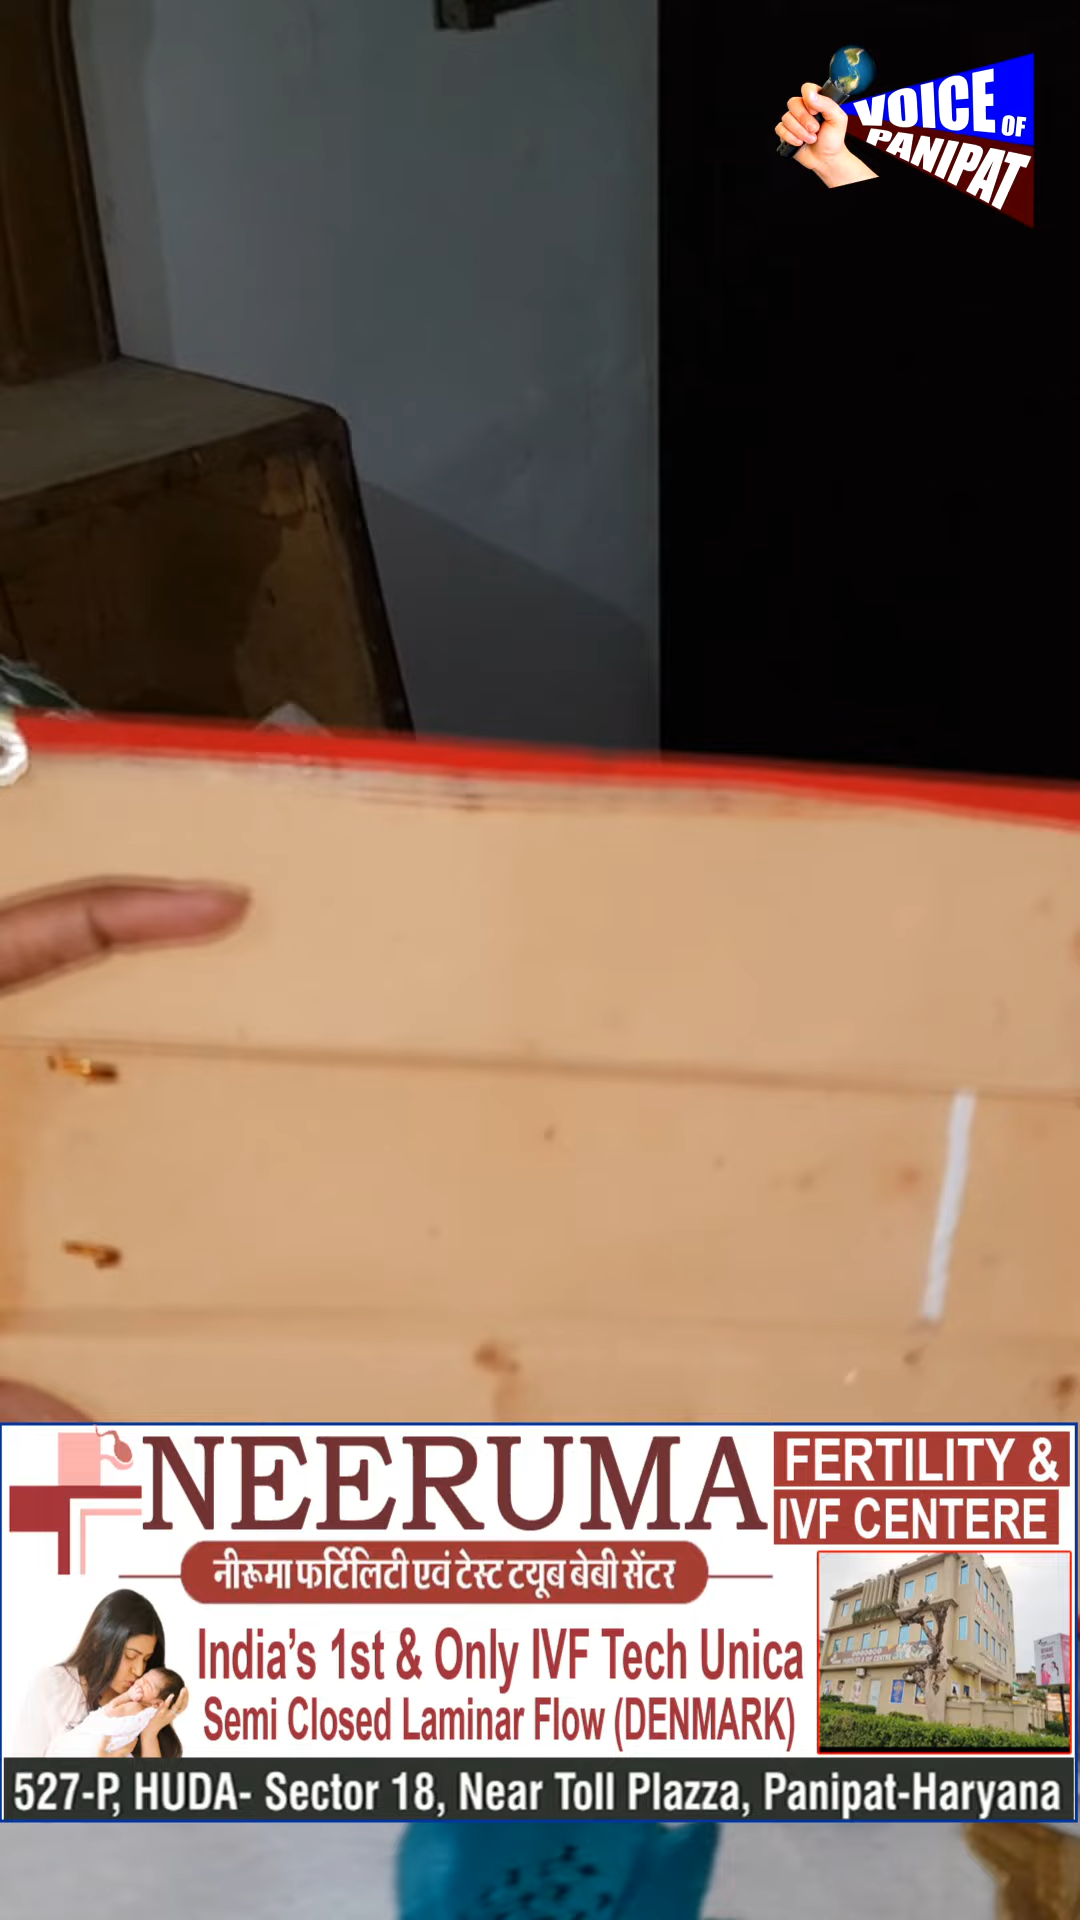 VOICE OF
PANIPAT
NEERUMA
FERTILITY &
IVF CENTERE
नीरूमा फर्टिलिटी एवं टेस्ट टयूब बेबी सेंटर
India's 1st & Only IVF Tech Unica
Semi Closed Laminar Flow (DENMARK)
527-P, HUDA- Sector 18, Near Toll Plazza, Panipat-Haryana